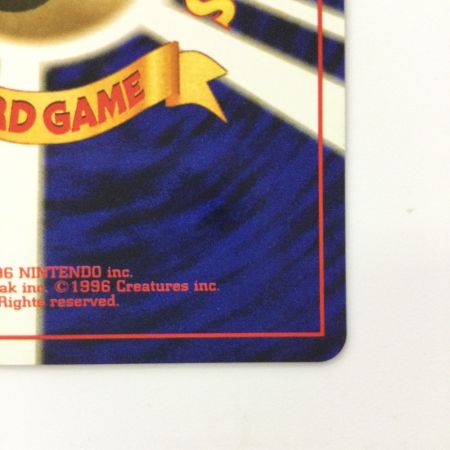 S
RD GAME
96 NINTENDO inc.
ak inc. ©1996 Creatures inc.
Rights reserved.